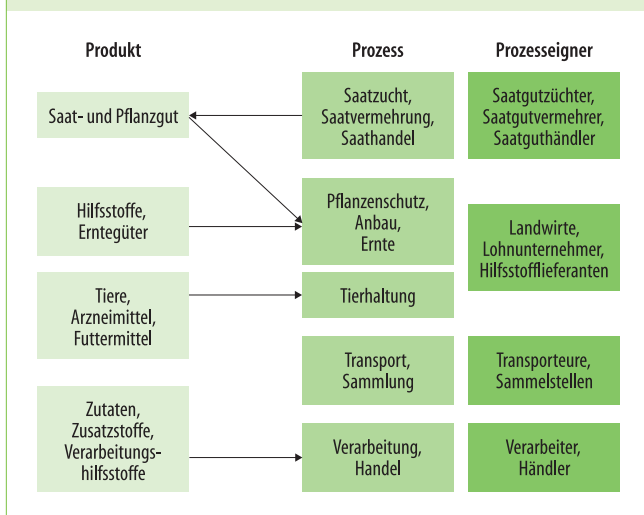 Produkt
Prozess
Prozesseigner
Saat- und Pflanzgut
Saatzucht,
Saatvermehrung,
Saathandel
Saatgutzüchter,
Saatgutvermehrer,
Saatguthändler
Hilfsstoffe,
Erntegüter
Pflanzenschutz,
Anbau,
Ernte
Landwirte,
Lohnunternehmer,
Hilfsstofflieferanten
Tiere,
Arzneimittel,
Futtermittel
Tierhaltung
Transport,
Sammlung
Transporteure,
Sammelstellen
Zutaten,
Zusatzstoffe,
Verarbeitungs-
hilfsstoffe
Verarbeitung,
Handel
Verarbeiter,
Händler